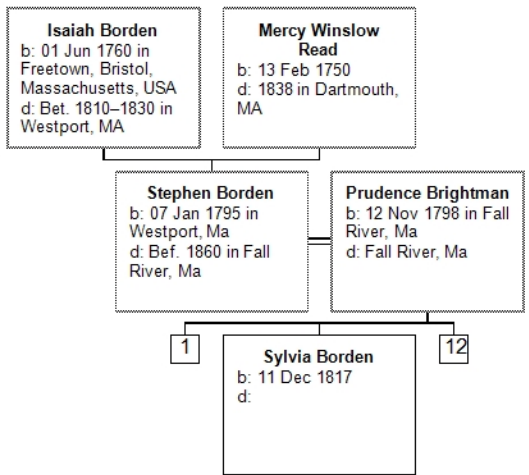 Isaiah Borden
b: 01 Jun 1760 in
Freetown, Bristol,
Massachusetts, USA
d: Bet. 1810–1830 in
Westport, MA
Mercy Winslow
Read
b: 13 Feb 1750
d: 1838 in Dartmouth,
MA
Stephen Borden
b: 07 Jan 1795 in
Westport, Ma
d: Bef. 1860 in Fall
River, Ma
Prudence Brightman
b: 12 Nov 1798 in Fall
River, Ma
d: Fall River, Ma
1
Sylvia Borden
b: 11 Dec 1817
d:
12